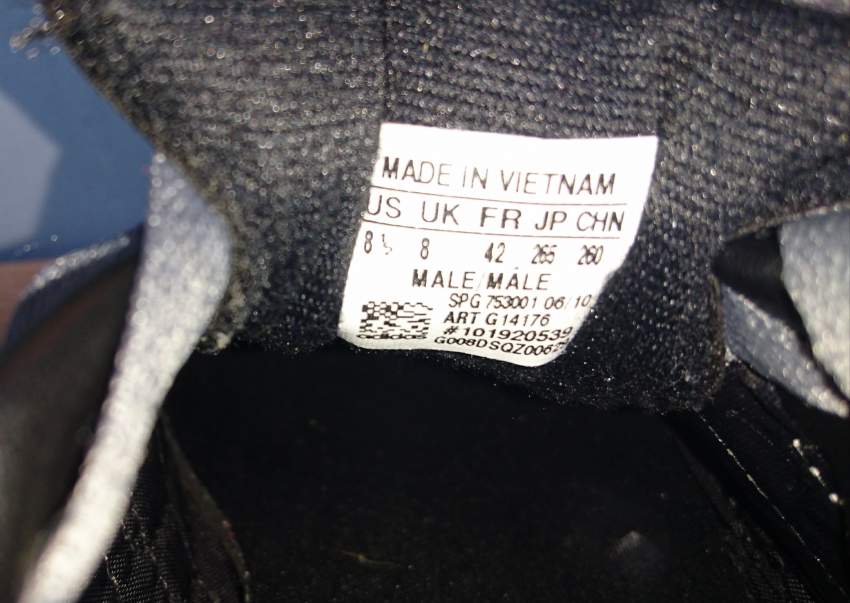 MADE IN VIETNAM
US UK FR JP CHN
8½ 8 42 265 260
MALE/MÂLE
SPG 753001 06/10
ART G14176
#101920539
adidas